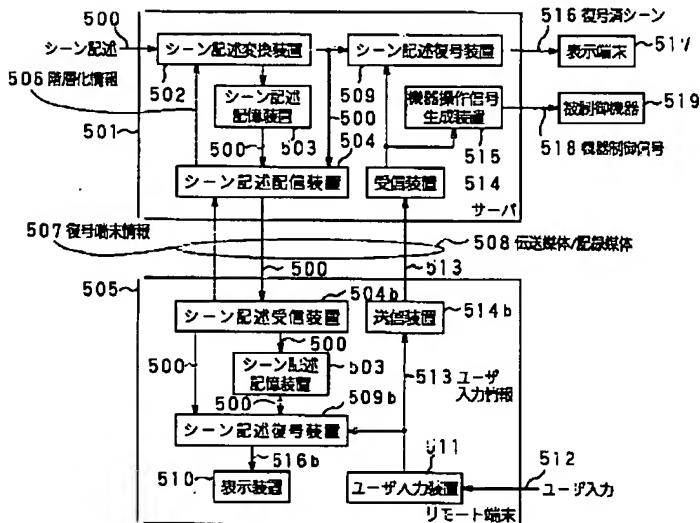 500
シーン記述
シーン記述変換装置
シーン記述復号装置
516 復号済シーン
表示端末
517
506 階層化情報
502
509
501
シーン記述
記憶装置
503
500
504
機器操作信号
生成装置
515
被制御機器
519
518 機器制御信号
500
シーン記述配信装置
受信装置
514
サーバ
507 復号端末情報
508 伝送媒体/記録媒体
500
513
505
504b
シーン記述受信装置
送信装置
514b
500
500
シーン記述
記憶装置
503
513 ユーザ
入力情報
500
509b
シーン記述復号装置
516b
511
512
510
表示装置
ユーザ入力装置
ユーザ入力
リモート端末